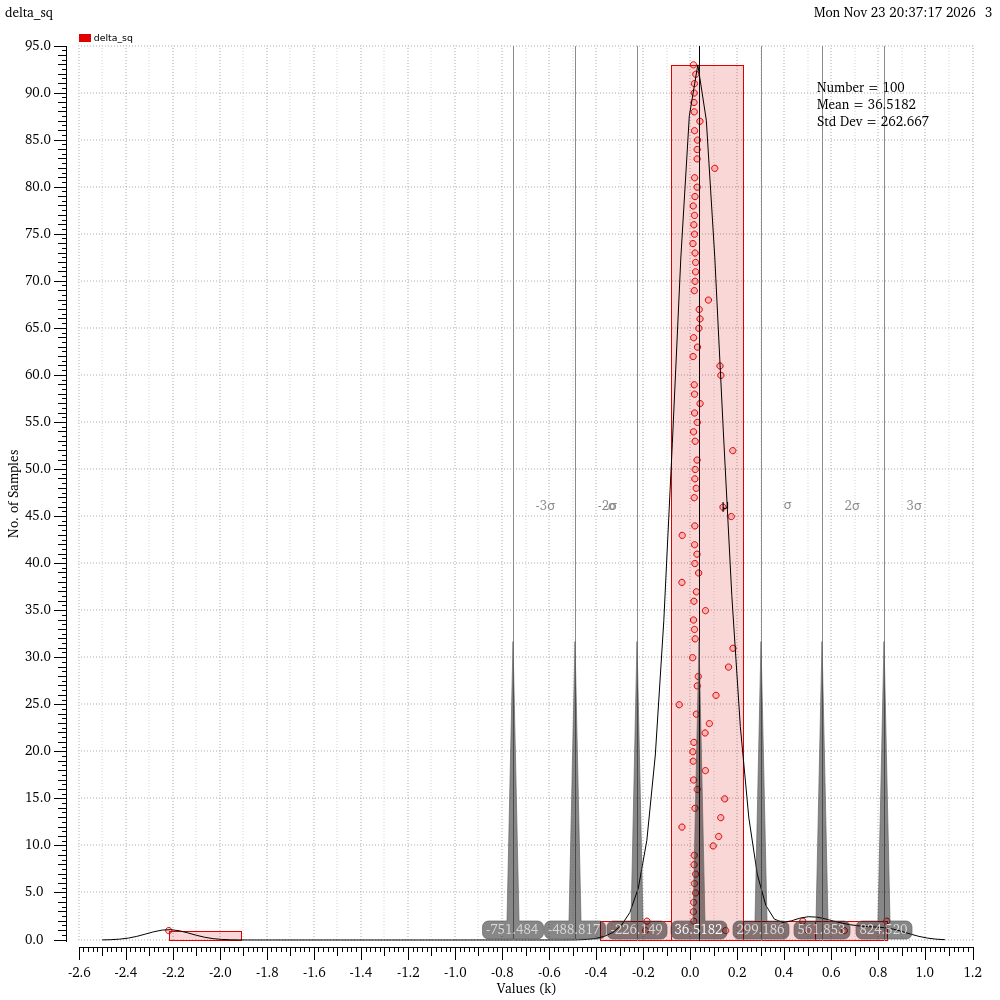 delta_sq
Mon Nov 23 20:37:17 2026 3
delta_sq
Number = 100
Mean = 36.5182
Std Dev = 262.667
95.0
90.0
85.0
80.0
75.0
70.0
65.0
60.0
55.0
50.0
45.0
40.0
35.0
30.0
25.0
20.0
15.0
10.0
5.0
0.0
No. of Samples
-3σ -2σ μ σ 2σ 3σ
-751.484 -488.817 -226.149 36.5182 299.186 561.853 824.520
-2.6 -2.4 -2.2 -2.0 -1.8 -1.6 -1.4 -1.2 -1.0 -0.8 -0.6 -0.4 -0.2 0.0 0.2 0.4 0.6 0.8 1.0 1.2
Values (k)